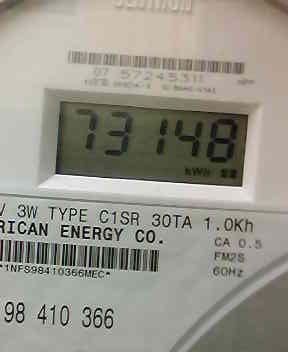 07 57245311
73148
kWh
V 3W TYPE C1SR 30TA 1.0Kh
RICAN ENERGY CO.
CA 0.5
FM2S
60Hz
*1NFS98410366MEC*
98 410 366